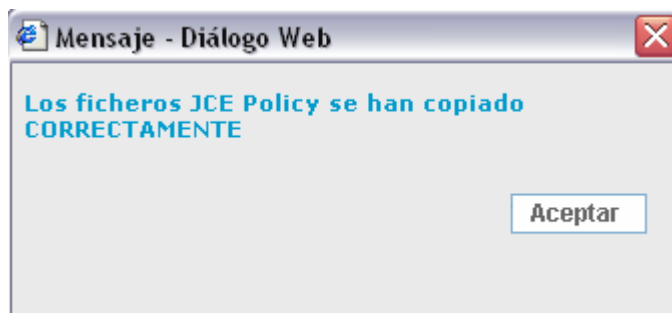 Mensaje - Diálogo Web
Los ficheros JCE Policy se han copiado
CORRECTAMENTE
Aceptar